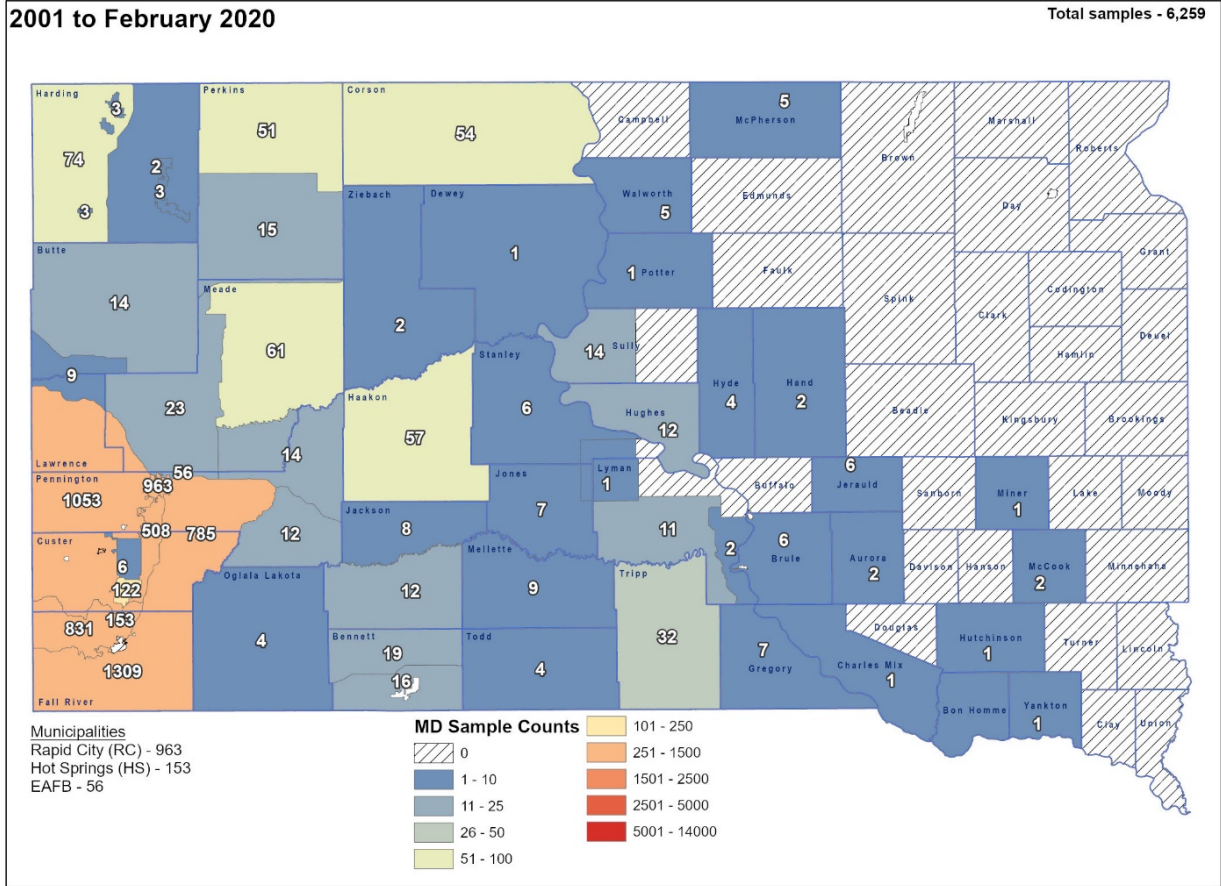 2001 to February 2020
Total samples - 6,259
Harding
Perkins
Corson
Campbell
5
McPherson
Marshall
Roberts
3
51
54
Brown
74
2
3
Ziebach
Dewey
Walworth
5
Edmunds
Day
3
15
1
Grant
Butte
1 Potter
Faulk
Codington
Meade
Spink
Clark
14
2
61
Stanley
14 Sully
Deuel
Hamlin
9
23
Haakon
6
Hyde
4
Hand
2
Beadle
Kingsbury
Brookings
57
Hughes
12
14
Lawrence
56
Lyman
1
6
Jerauld
Pennington
963
Jones
Buffalo
Sanborn
Miner
1
Lake
Moody
1053
7
508
785
12
Jackson
8
11
2
6
Brule
Aurora
2
Custer
Mellette
Davison
Hanson
McCook
2
Minnehaha
6
122
Oglala Lakota
12
9
Tripp
153
831
4
32
7
Gregory
Douglas
Hutchinson
1
Turner
Lincoln
Bennett
19
Todd
4
16
Charles Mix
1
1309
Fall River
Bon Homme
Yankton
1
Clay
Union
Municipalities
Rapid City (RC) - 963
Hot Springs (HS) - 153
EAFB - 56
MD Sample Counts
0
1 - 10
11 - 25
26 - 50
51 - 100
101 - 250
251 - 1500
1501 - 2500
2501 - 5000
5001 - 14000